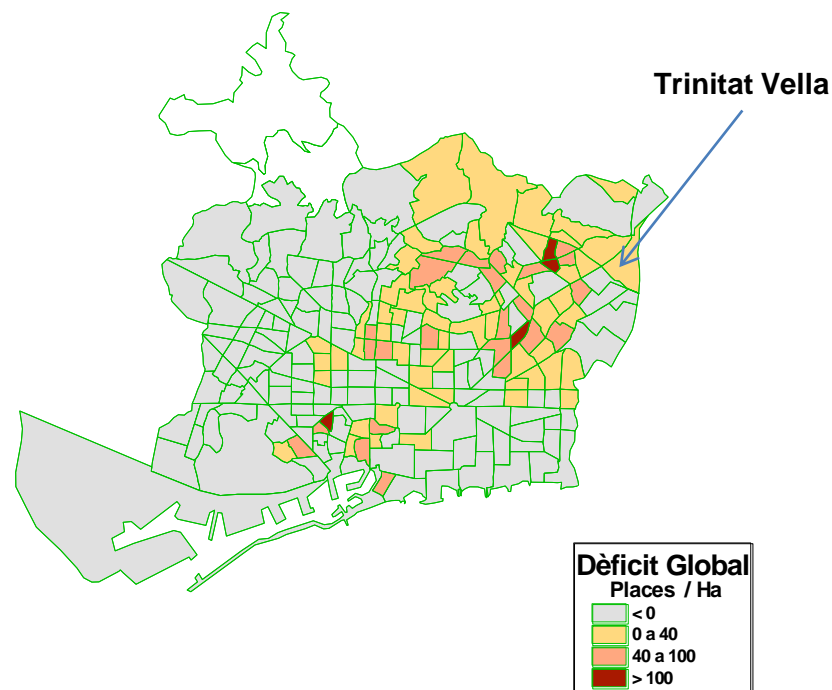 Trinitat Vella
Dèficit Global
Places / Ha
< 0
0 a 40
40 a 100
> 100